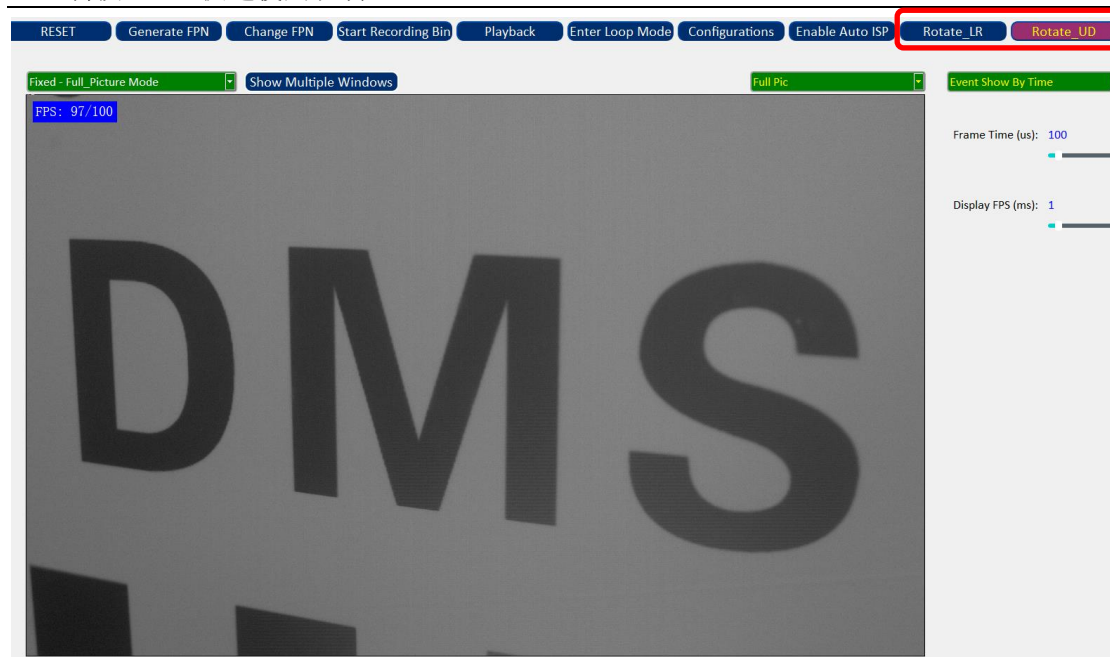 RESET Generate FPN Change FPN Start Recording Bin Playback Enter Loop Mode Configurations Enable Auto ISP Rotate_LR Rotate_UD
Fixed - Full_Picture Mode Show Multiple Windows Full Pic Event Show By Time
FPS: 97/100
Frame Time (us): 100
Display FPS (ms): 1
DMS